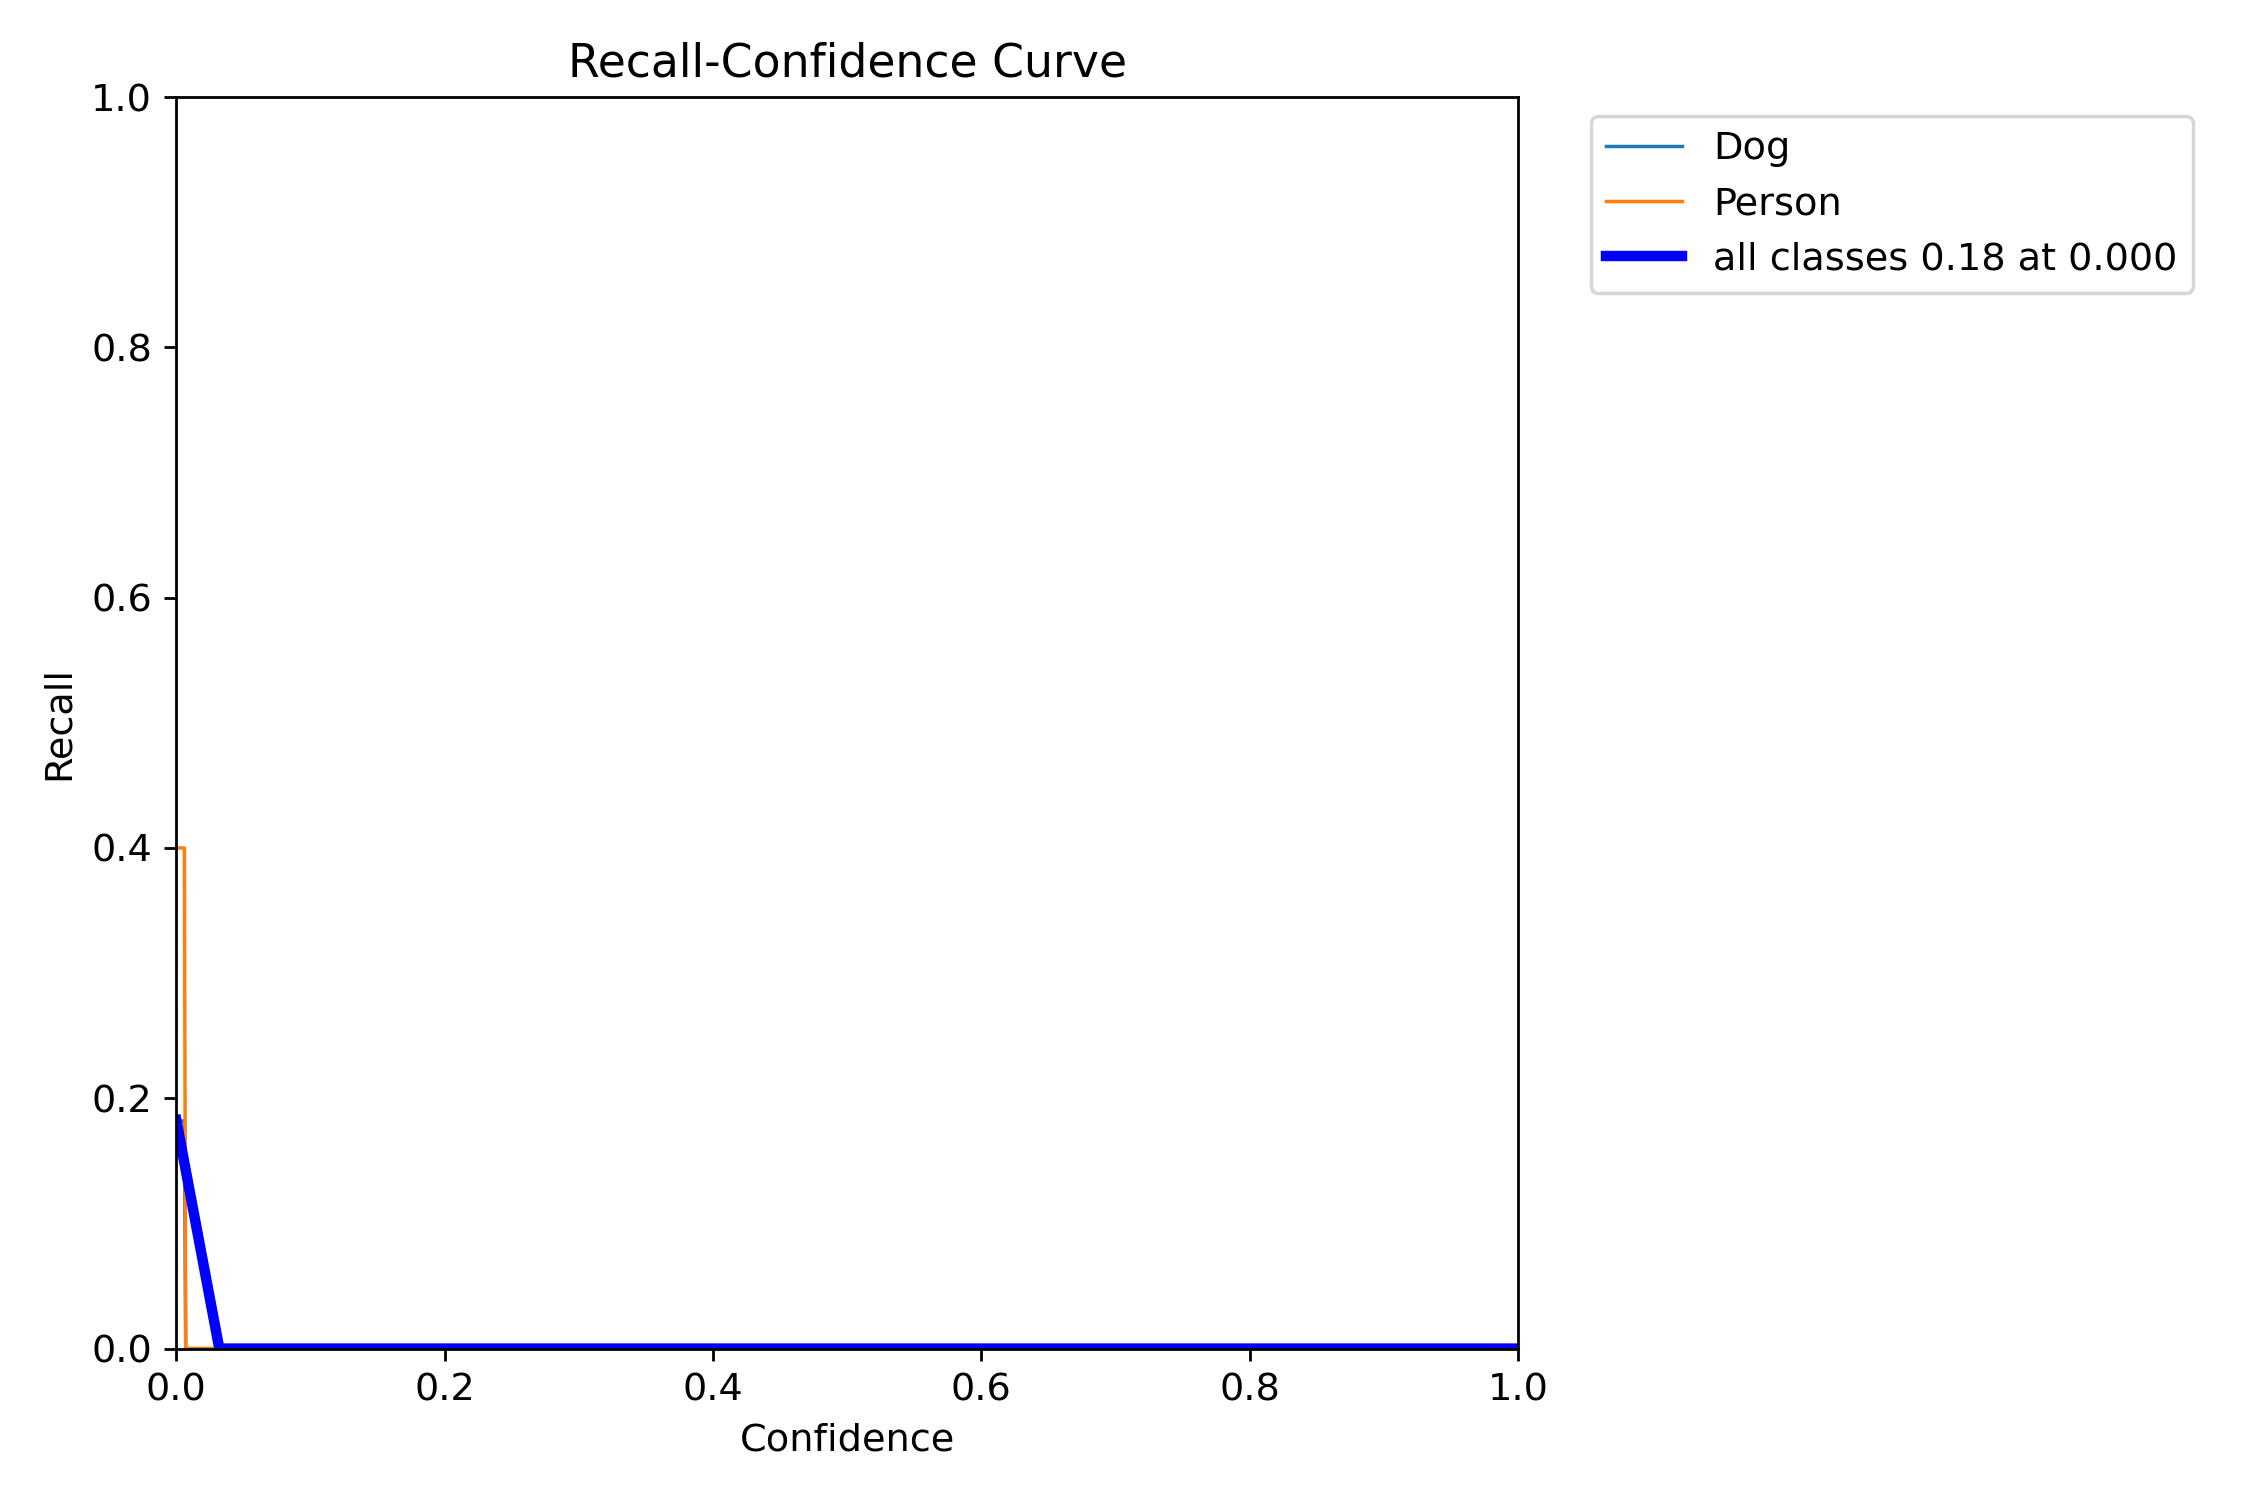 Recall-Confidence Curve
1.0
0.8
0.6
0.4
0.2
0.0
Recall
0.0 0.2 0.4 0.6 0.8 1.0
Confidence
Dog
Person
all classes 0.18 at 0.000